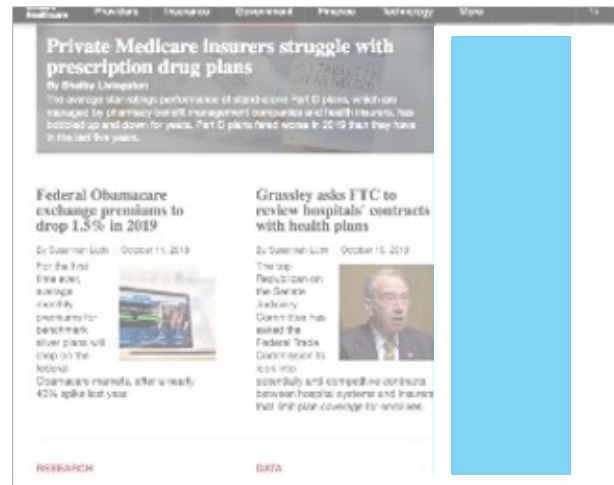 Healthcare Providers Insurance Government Finance Technology More
Private Medicare insurers struggle with
prescription drug plans
By Shelby Livingston
The average star-ratings performance of stand-alone Part D plans, which are
managed by pharmacy benefit management companies and health insurers, has
bobbled up and down for years. Part D plans fared worse in 2019 than they have
in the last five years.
Federal Obamacare
exchange premiums to
drop 1.5% in 2019
By Susannah Luthi | October 11, 2018
For the first
time ever,
average
monthly
premiums for
benchmark
silver plans will
drop on the
federal
Obamacare markets, after a nearly
40% spike last year.
Grassley asks FTC to
review hospitals' contracts
with health plans
By Susannah Luthi | October 10, 2018
The top
Republican on
the Senate
Judiciary
Committee has
asked the
Federal Trade
Commission to
look into
potentially anti-competitive contracts
between hospital systems and insurers
that limit plan coverage for enrollees.
RESEARCH
DATA